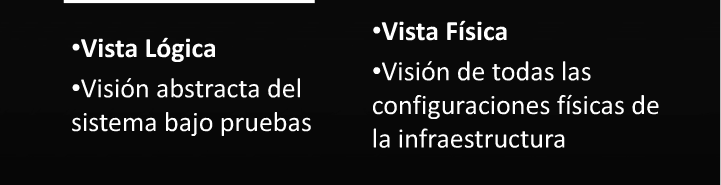 •Vista Lógica
•Visión abstracta del
sistema bajo pruebas
•Vista Física
•Visión de todas las
configuraciones físicas de
la infraestructura